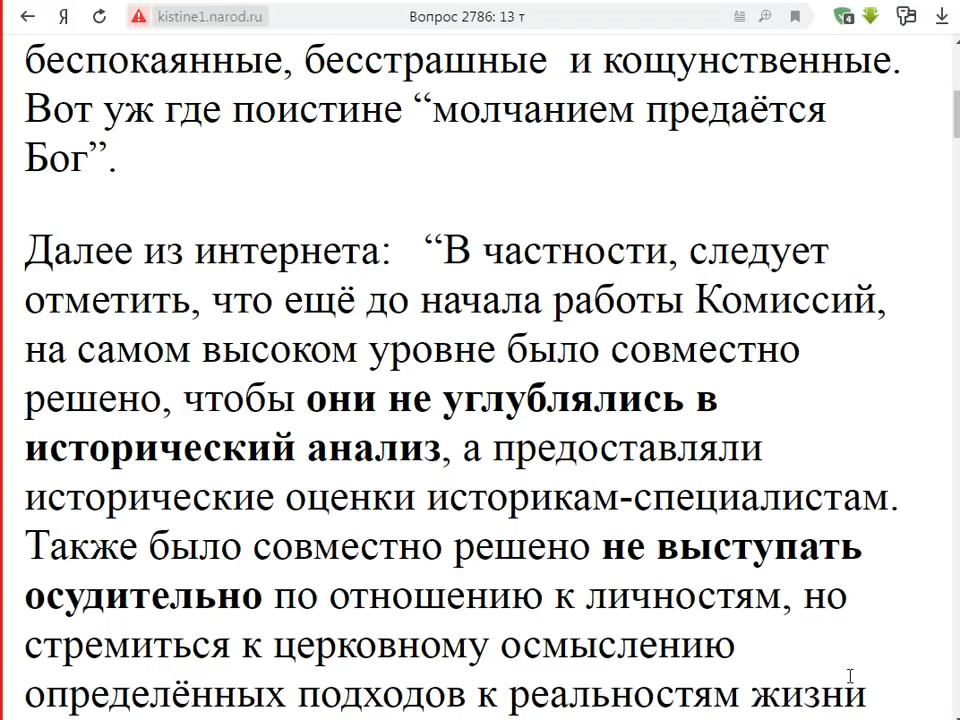 Я kistine1.narod.ru Вопрос 2786: 13 т 4
беспокаянные, бесстрашные и кощунственные.
Вот уж где поистине “молчанием предаётся
Бог”.
Далее из интернета: “В частности, следует
отметить, что ещё до начала работы Комиссий,
на самом высоком уровне было совместно
решено, чтобы они не углублялись в
исторический анализ, а предоставляли
исторические оценки историкам-специалистам.
Также было совместно решено не выступать
осудительно по отношению к личностям, но
стремиться к церковному осмыслению
определённых подходов к реальностям жизни